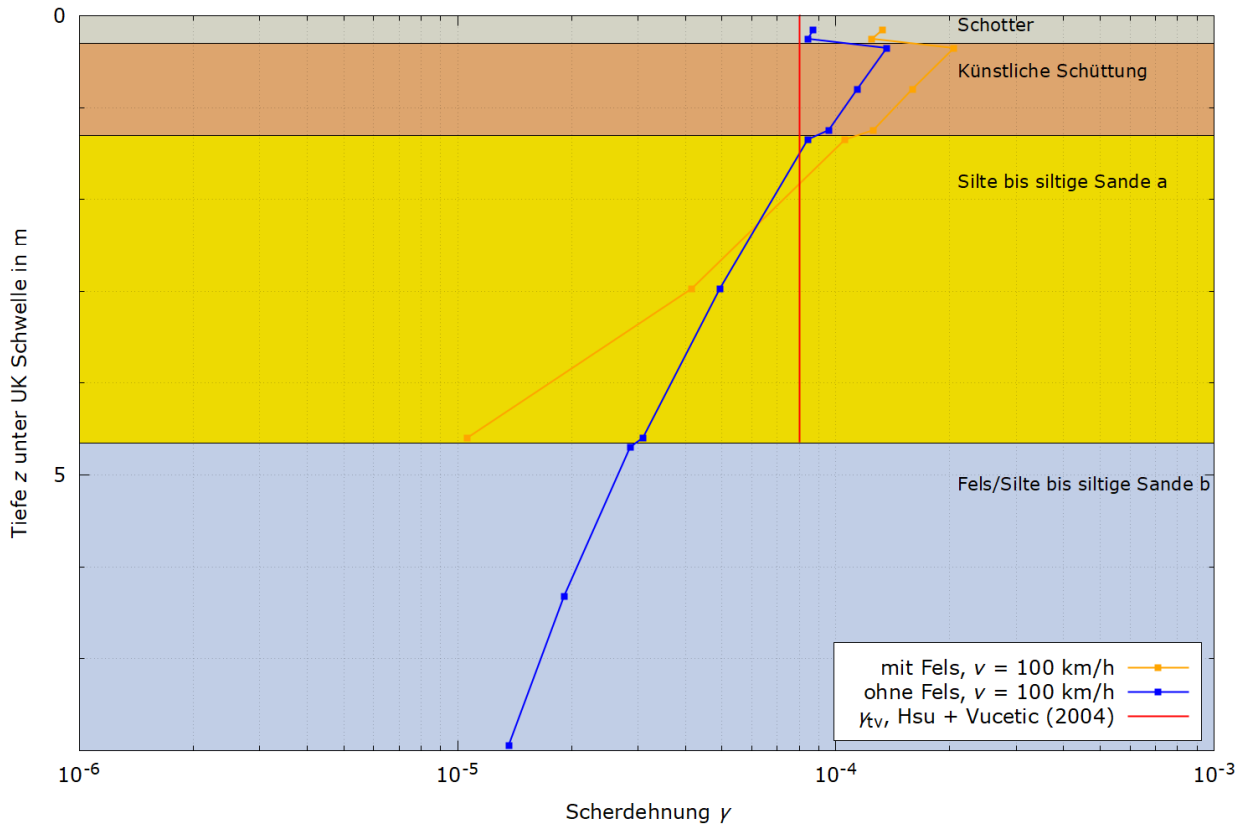 0
Schotter
Künstliche Schüttung
Silte bis siltige Sande a
5
Fels/Silte bis siltige Sande b
Tiefe z unter UK Schwelle in m
mit Fels, v = 100 km/h
ohne Fels, v = 100 km/h
γtv, Hsu + Vucetic (2004)
10-6
10-5
10-4
10-3
Scherdehnung γ